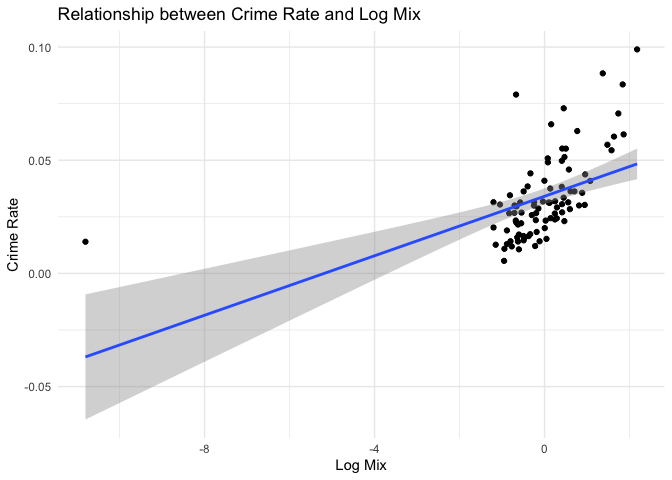 Relationship between Crime Rate and Log Mix
0.10
0.05
0.00
-0.05
Crime Rate
-8
-4
0
Log Mix